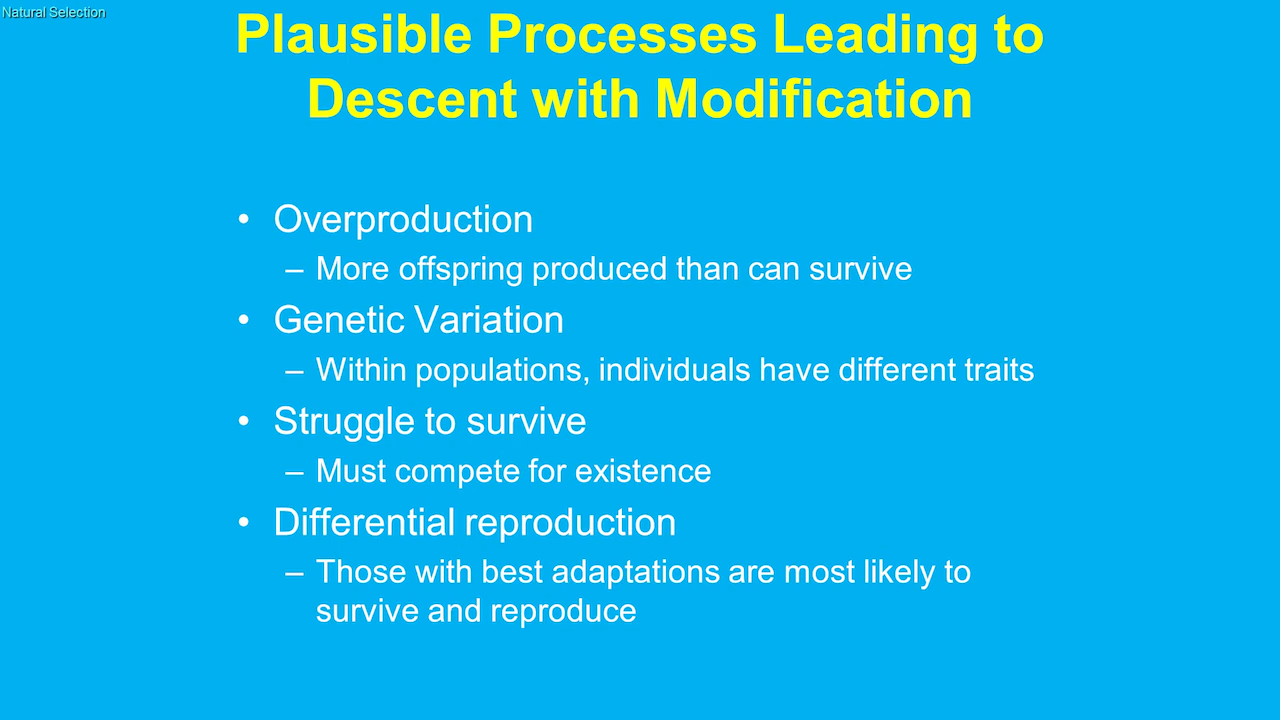 Natural Selection
Plausible Processes Leading to
Descent with Modification
• Overproduction
– More offspring produced than can survive
• Genetic Variation
– Within populations, individuals have different traits
• Struggle to survive
– Must compete for existence
• Differential reproduction
– Those with best adaptations are most likely to
survive and reproduce